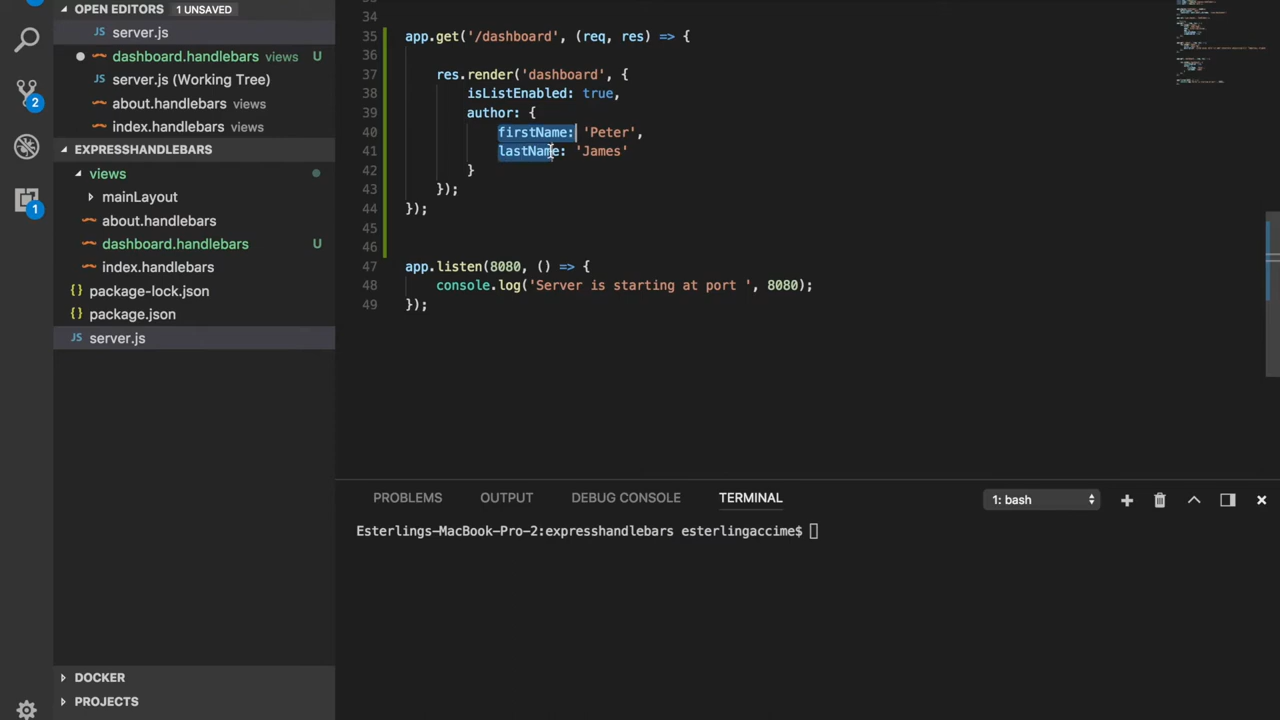 OPEN EDITORS 1 UNSAVED
JS server.js
dashboard.handlebars views U
server.js (Working Tree)
about.handlebars views
index.handlebars
EXPRESSHANDLEBARS
views
mainLayout
about.handlebars
dashboard.handlebars U
index.handlebars
{} package-lock.json
{} package.json
JS server.js
DOCKER
PROJECTS
2
1
34
35 app.get('/dashboard', (req, res) => {
36
37 res.render('dashboard', {
38 isListEnabled: true,
39 author: {
40 firstName: 'Peter',
41 lastName: 'James'
42 }
43 });
44 });
45
46
47 app.listen(8080, () => {
48 console.log('Server is starting at port ', 8080);
49 });
PROBLEMS OUTPUT DEBUG CONSOLE TERMINAL 1: bash
Esterlings-MacBook-Pro-2:expresshandlebars esterlingaccime$